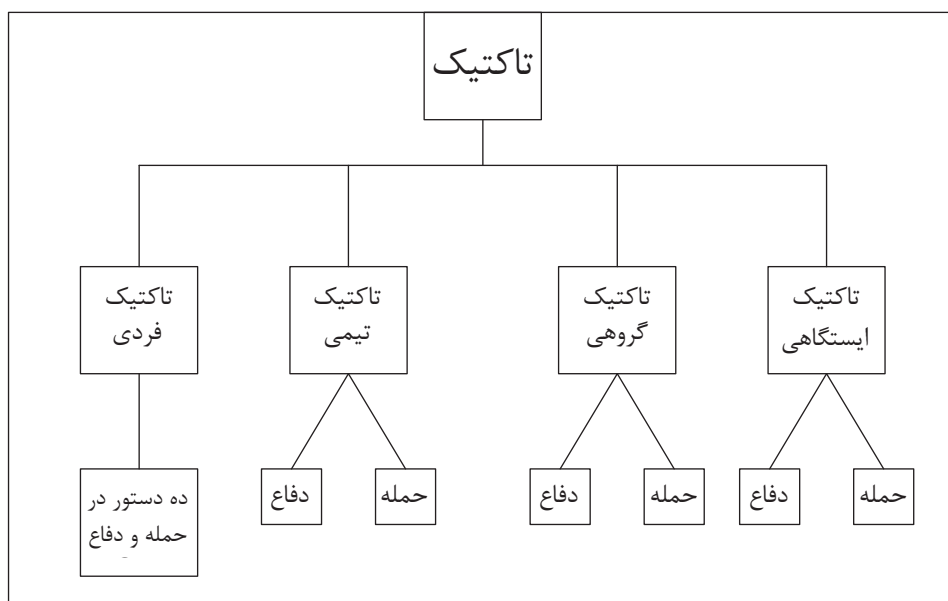 تاکتیک
تاکتیک
ایستگاهی
تاکتیک
گروهی
تاکتیک
تیمی
تاکتیک
فردی
حمله
دفاع
حمله
دفاع
حمله
دفاع
ده دستور در
حمله و دفاع